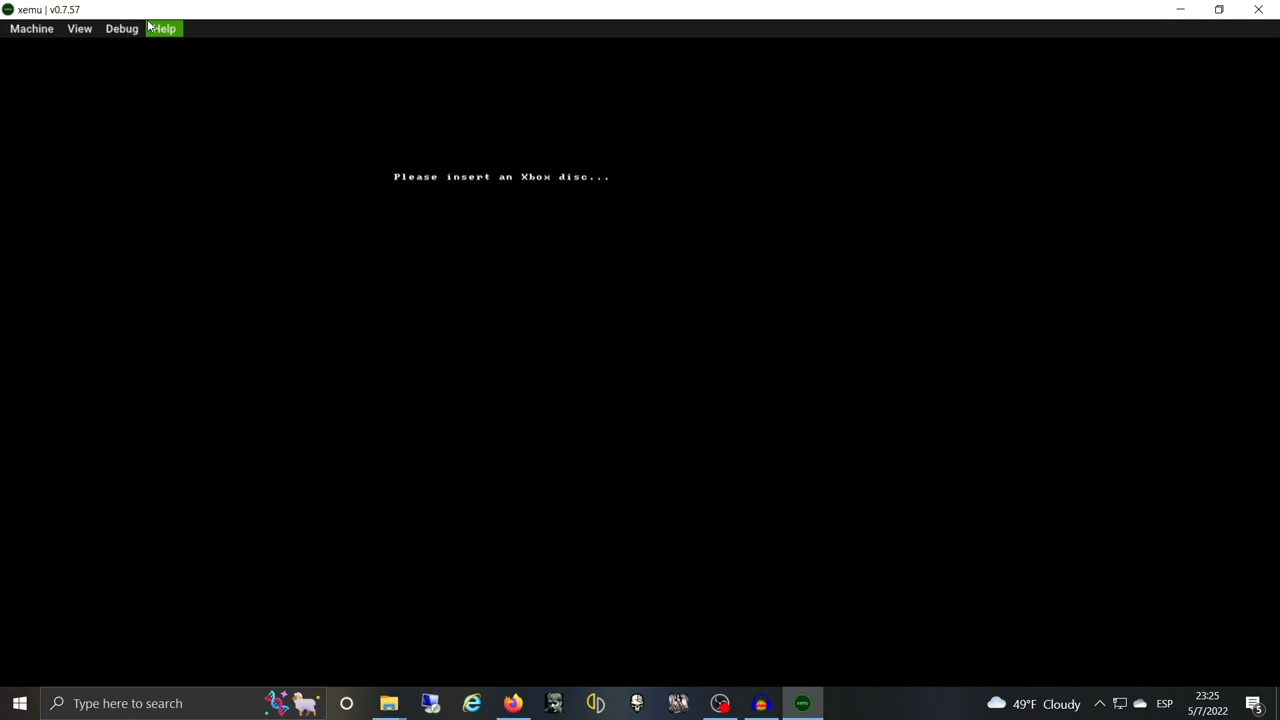 xemu | v0.7.57
Machine View Debug Help
Please insert an Xbox disc...
Type here to search
49°F Cloudy
ESP
23:25
5/7/2022
5